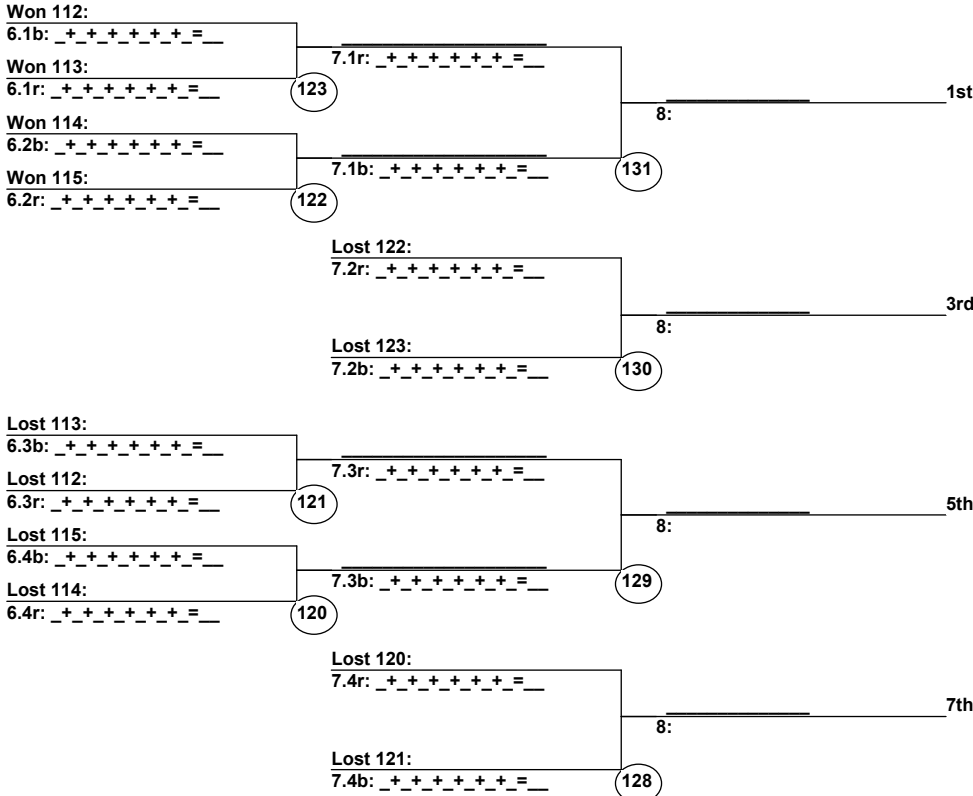 Won 112:
6.1b: _+_+_+_+_+_+_=__
Won 113:
6.1r: _+_+_+_+_+_+_=__
123
7.1r: _+_+_+_+_+_+_=__
Won 114:
6.2b: _+_+_+_+_+_+_=__
Won 115:
6.2r: _+_+_+_+_+_+_=__
122
7.1b: _+_+_+_+_+_+_=__
131
8:
1st
Lost 122:
7.2r: _+_+_+_+_+_+_=__
Lost 123:
7.2b: _+_+_+_+_+_+_=__
130
8:
3rd
Lost 113:
6.3b: _+_+_+_+_+_+_=__
Lost 112:
6.3r: _+_+_+_+_+_+_=__
121
7.3r: _+_+_+_+_+_+_=__
Lost 115:
6.4b: _+_+_+_+_+_+_=__
Lost 114:
6.4r: _+_+_+_+_+_+_=__
120
7.3b: _+_+_+_+_+_+_=__
129
8:
5th
Lost 120:
7.4r: _+_+_+_+_+_+_=__
Lost 121:
7.4b: _+_+_+_+_+_+_=__
128
8:
7th